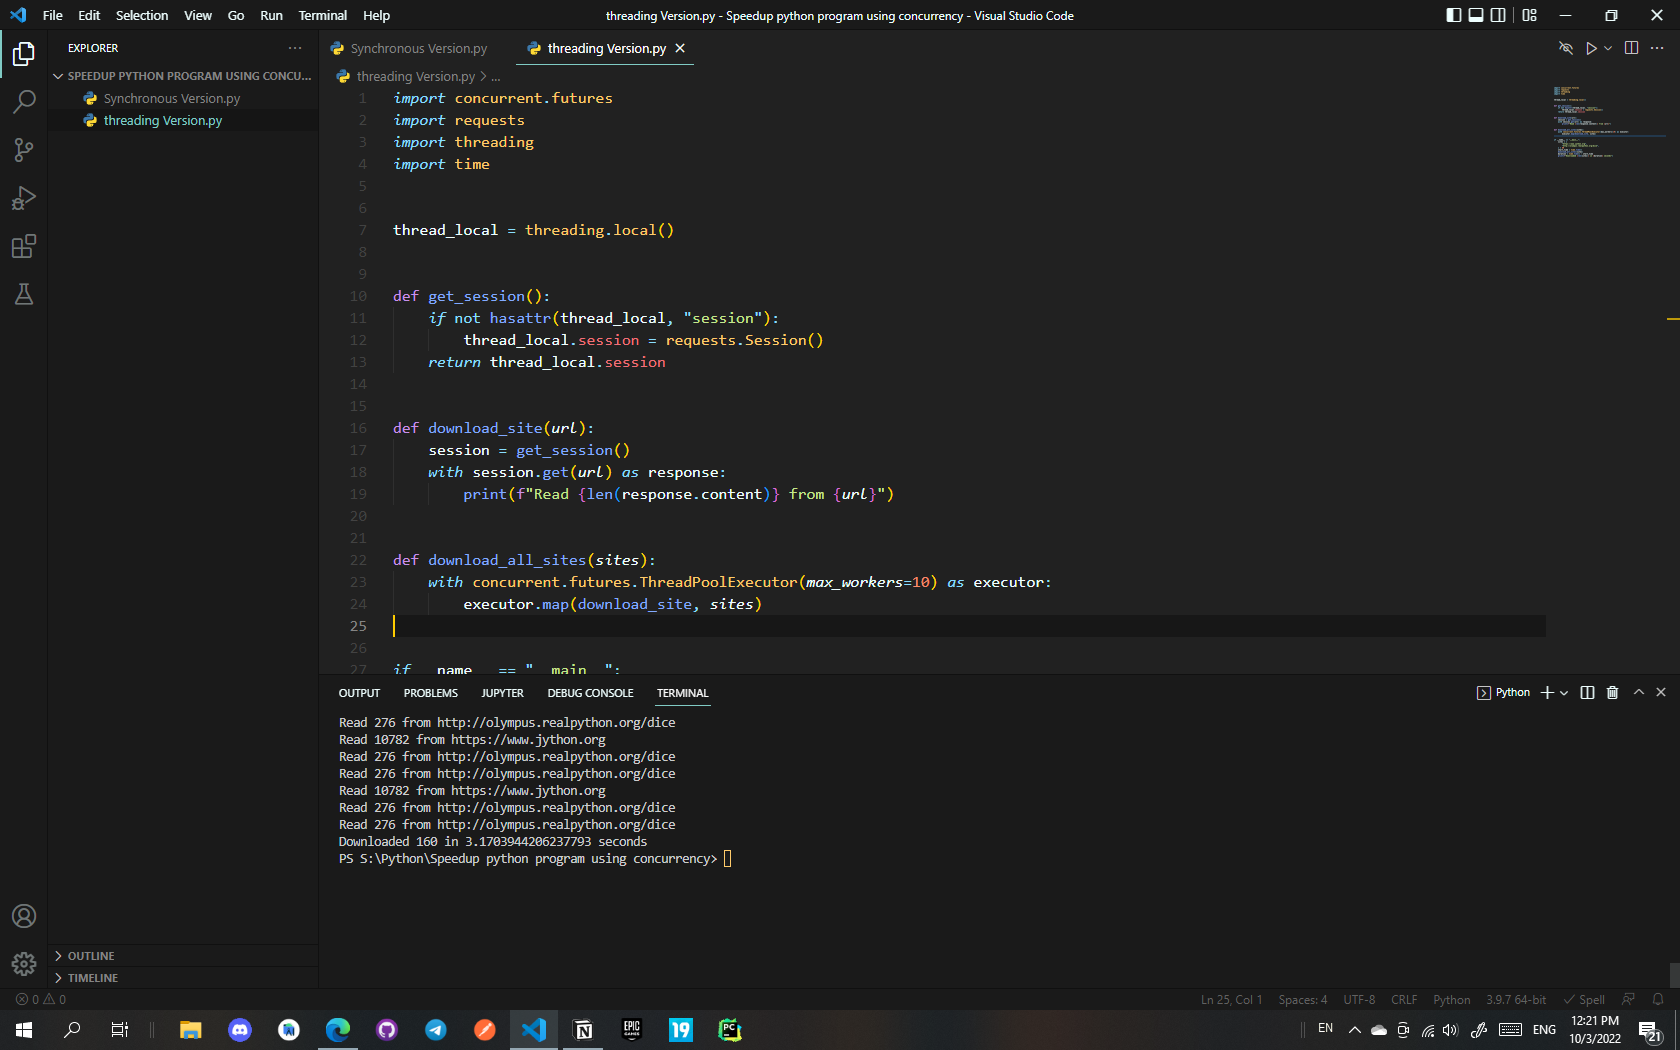 File Edit Selection View Go Run Terminal Help
threading Version.py - Speedup python program using concurrency - Visual Studio Code
EXPLORER
SPEEDUP PYTHON PROGRAM USING CONCU...
Synchronous Version.py
threading Version.py
Synchronous Version.py
threading Version.py
threading Version.py > ...
1 import concurrent.futures
2 import requests
3 import threading
4 import time
5
6
7 thread_local = threading.local()
8
9
10 def get_session():
11 if not hasattr(thread_local, "session"):
12 thread_local.session = requests.Session()
13 return thread_local.session
14
15
16 def download_site(url):
17 session = get_session()
18 with session.get(url) as response:
19 print(f"Read {len(response.content)} from {url}")
20
21
22 def download_all_sites(sites):
23 with concurrent.futures.ThreadPoolExecutor(max_workers=10) as executor:
24 executor.map(download_site, sites)
25
26
27 if __name__ == "__main__":
OUTPUT PROBLEMS JUPYTER DEBUG CONSOLE TERMINAL
Python
Read 276 from http://olympus.realpython.org/dice
Read 10782 from https://www.jython.org
Read 276 from http://olympus.realpython.org/dice
Read 276 from http://olympus.realpython.org/dice
Read 10782 from https://www.jython.org
Read 276 from http://olympus.realpython.org/dice
Read 276 from http://olympus.realpython.org/dice
Downloaded 160 in 3.1703944206237793 seconds
PS S:\Python\Speedup python program using concurrency>
OUTLINE
TIMELINE
0 0
Ln 25, Col 1 Spaces: 4 UTF-8 CRLF Python 3.9.7 64-bit Spell
EPIC GAMES
19
PC
EN
ENG
12:21 PM
10/3/2022
21